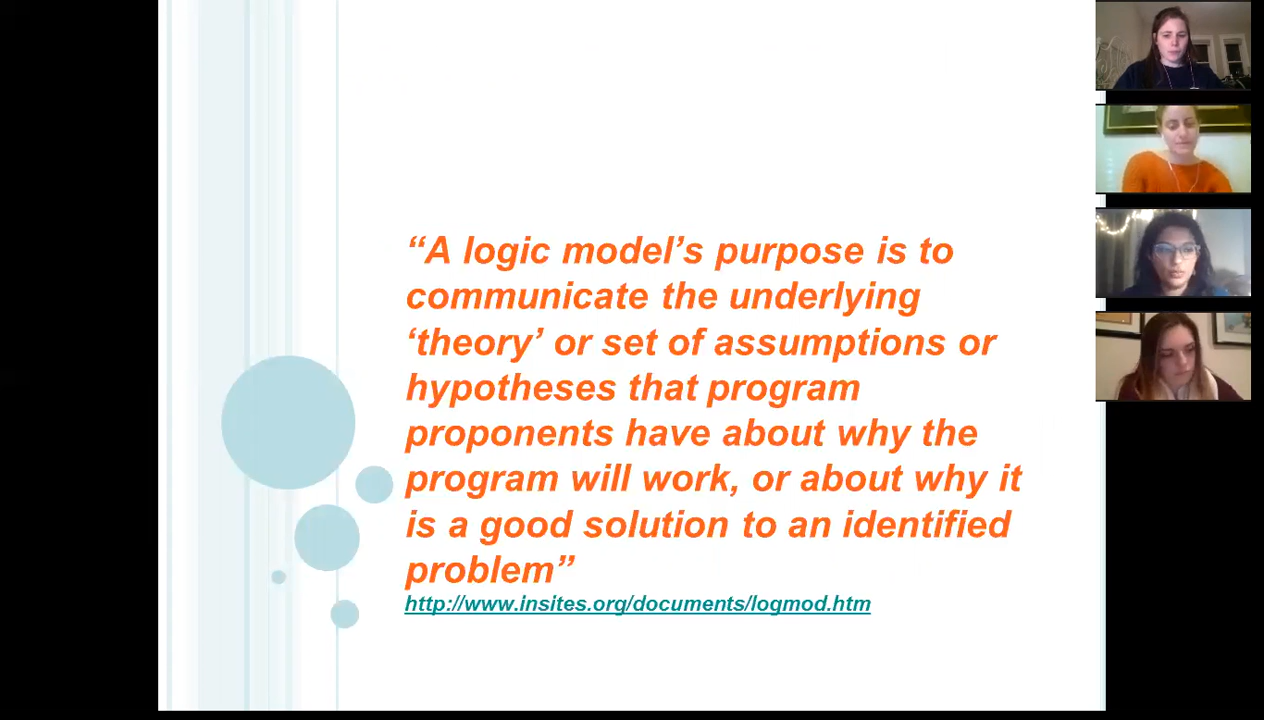 “A logic model’s purpose is to
communicate the underlying
‘theory’ or set of assumptions or
hypotheses that program
proponents have about why the
program will work, or about why it
is a good solution to an identified
problem”
http://www.insites.org/documents/logmod.htm